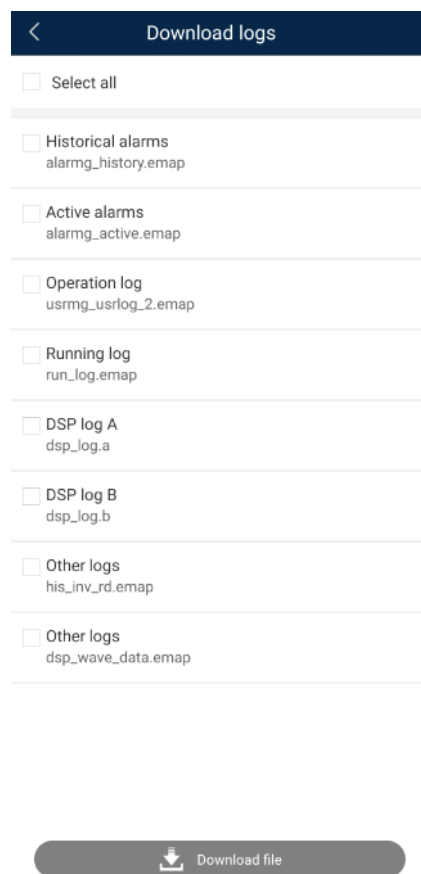 Download logs
Select all
Historical alarms
alarmg_history.emap
Active alarms
alarmg_active.emap
Operation log
usrmg_usrlog_2.emap
Running log
run_log.emap
DSP log A
dsp_log.a
DSP log B
dsp_log.b
Other logs
his_inv_rd.emap
Other logs
dsp_wave_data.emap
Download file